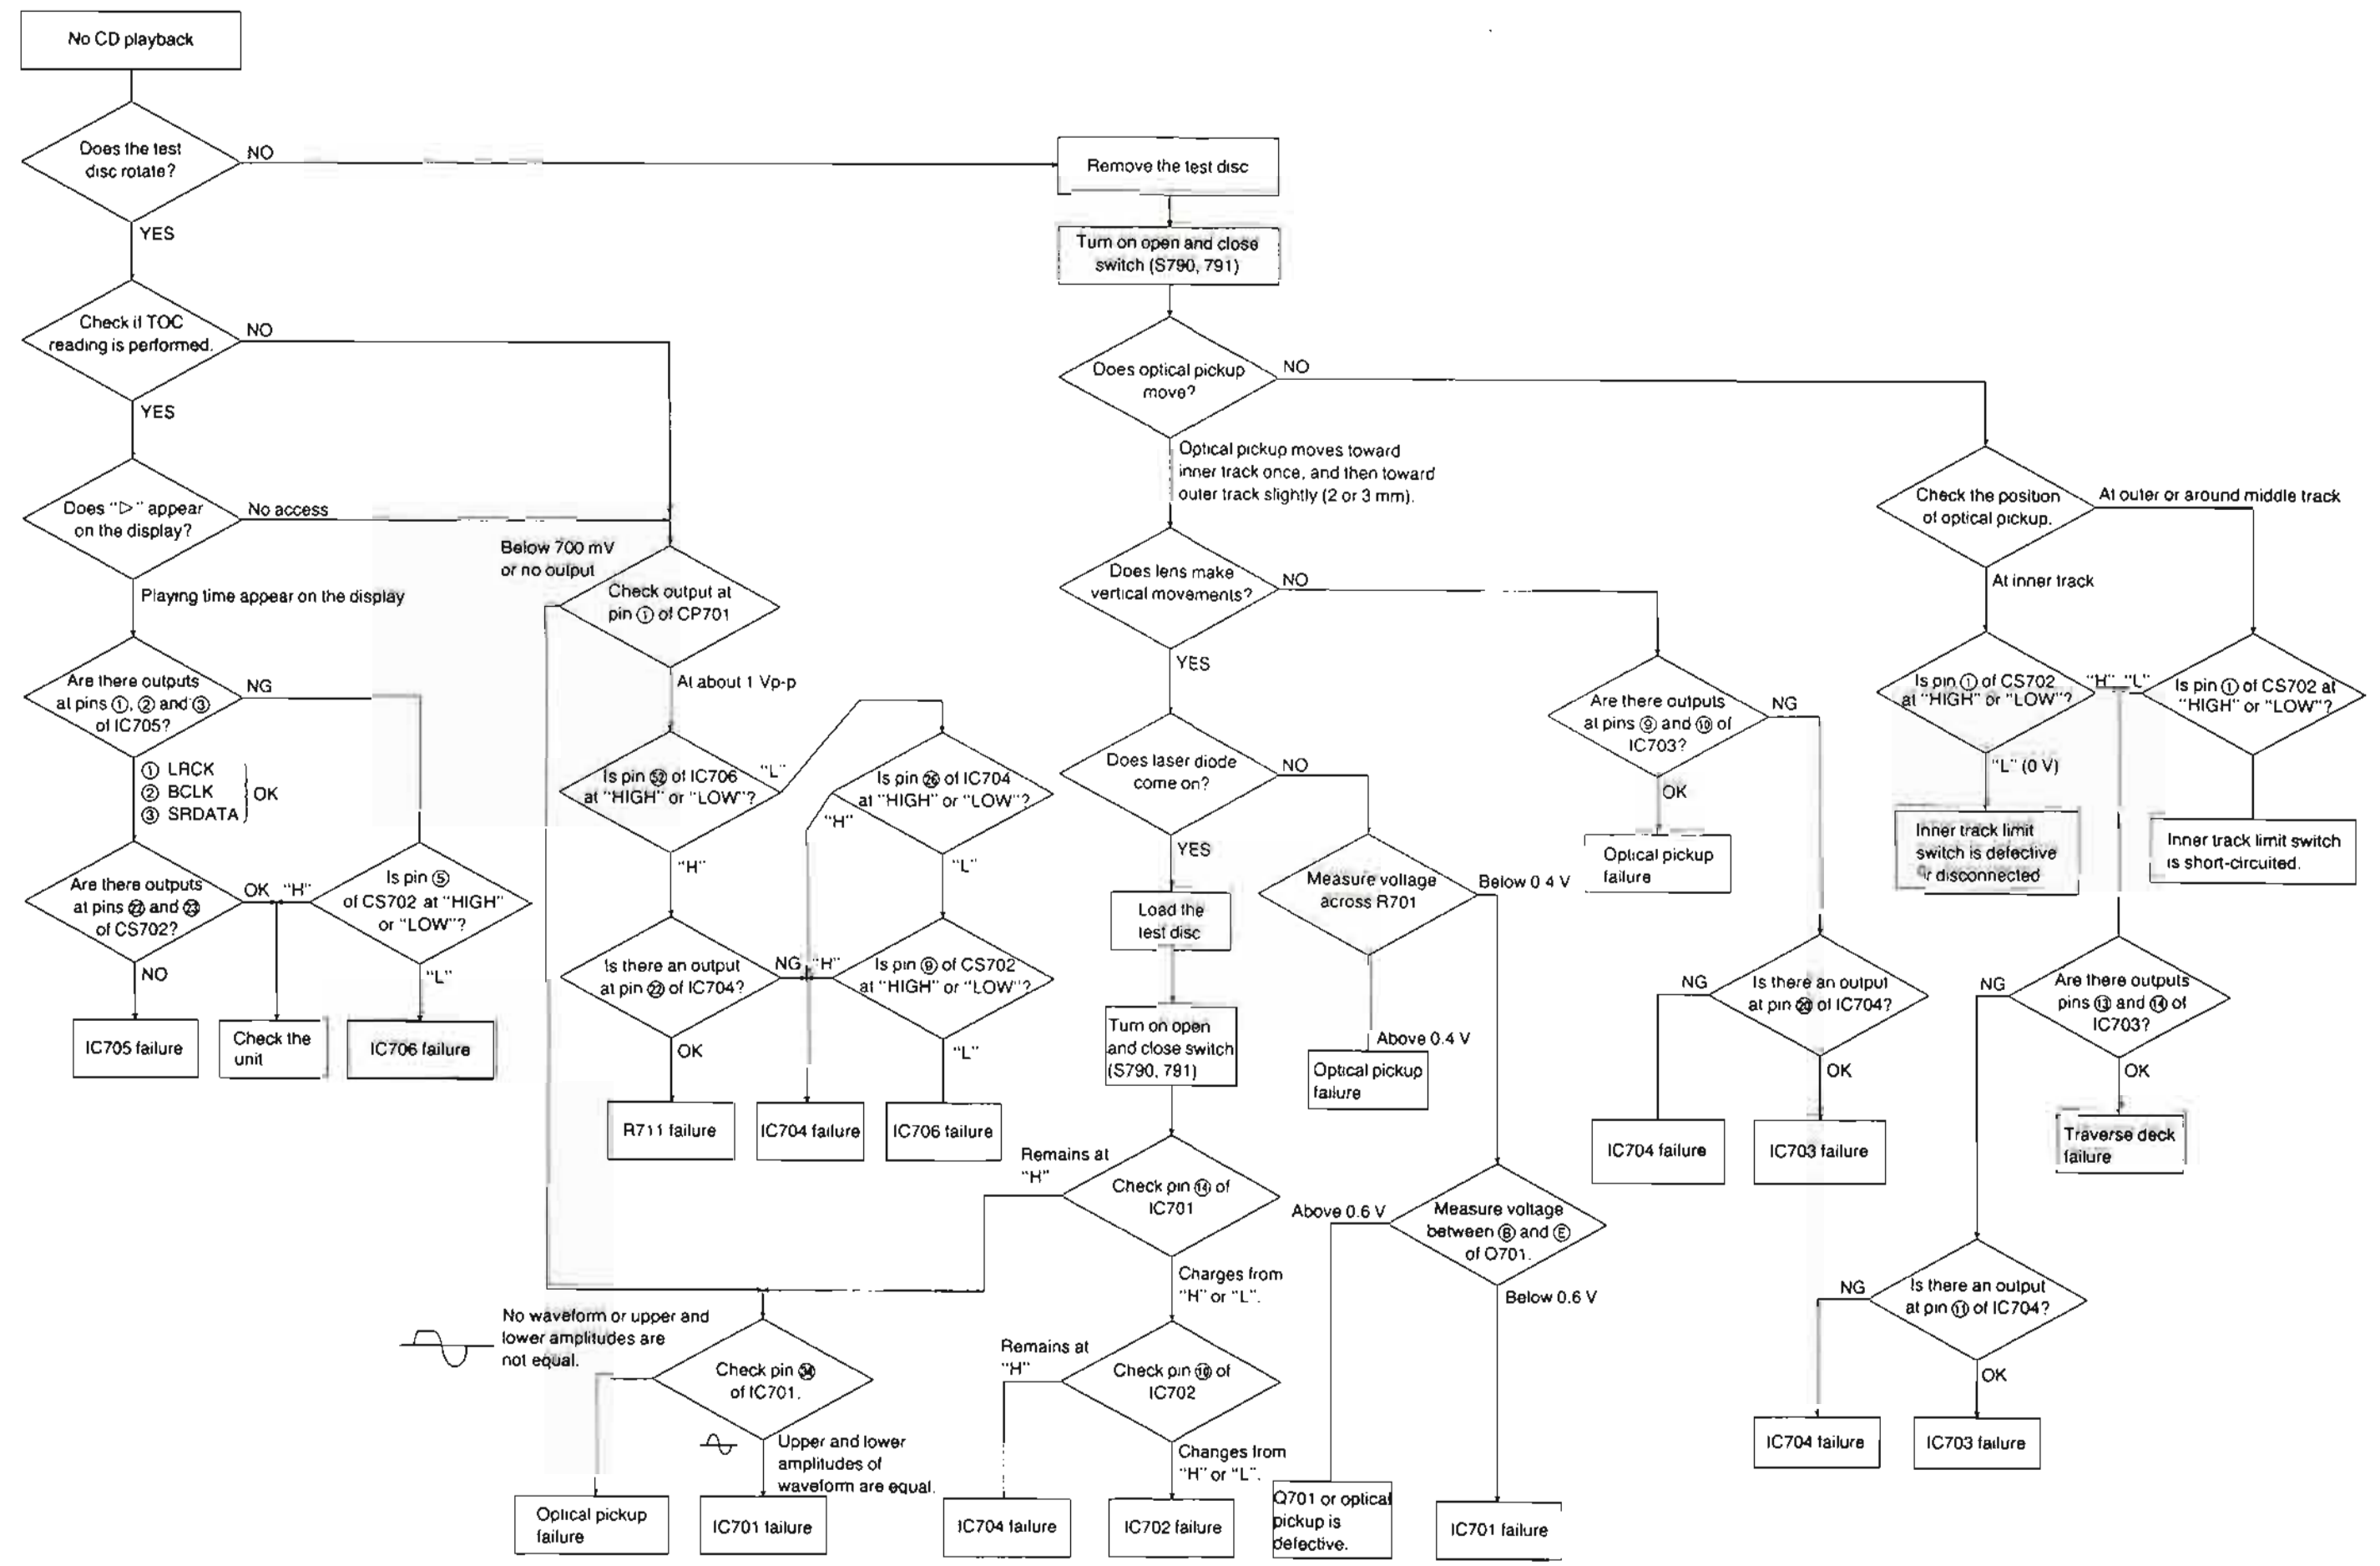 No CD playback
Does the test
disc rotate?
NO
YES
Check if TOC
reading is performed.
NO
YES
Does "▷" appear
on the display?
No access
Playing time appear on the display
Are there outputs
at pins ①, ② and ③
of IC705?
NG
① LRCK
② BCLK
③ SRDATA
OK
Are there outputs
at pins ㉒ and ㉓
of CS702?
OK
"H"
Is pin ⑤
of CS702 at "HIGH"
or "LOW"?
NO
"L"
IC705 failure
Check the
unit
IC706 failure
Below 700 mV
or no output
Check output at
pin ① of CP701
At about 1 Vp-p
Is pin ㊾ of IC706
at "HIGH" or "LOW"?
"L"
Is pin ㉖ of IC704
at "HIGH" or "LOW"?
"H"
"H"
"L"
Is there an output
at pin ㉒ of IC704?
NG
"H"
Is pin ⑨ of CS702
at "HIGH" or "LOW"?
OK
"L"
R711 failure
IC704 failure
IC706 failure
Remove the test disc
Turn on open and close
switch (S790, 791)
Does optical pickup
move?
NO
Optical pickup moves toward
inner track once, and then toward
outer track slightly (2 or 3 mm).
Does lens make
vertical movements?
NO
YES
Does laser diode
come on?
NO
YES
Load the
test disc
Measure voltage
across R701
Below 0 4 V
Above 0.4 V
Optical pickup
failure
Turn on open
and close switch
(S790, 791)
Remains at
"H"
Check pin ⑭ of
IC701
Charges from
"H" or "L".
Remains at
"H"
Check pin ⑩ of
IC702
Changes from
"H" or "L".
IC704 failure
IC702 failure
No waveform or upper and
lower amplitudes are
not equal.
Check pin ㉞
of IC701.
Upper and lower
amplitudes of
waveform are equal.
Optical pickup
failure
IC701 failure
Above 0.6 V
Measure voltage
between Ⓑ and Ⓔ
of Q701.
Below 0.6 V
Q701 or optical
pickup is
defective.
IC701 failure
Are there outputs
at pins ⑨ and ⑩ of
IC703?
NG
OK
Optical pickup
failure
Is there an output
at pin ⑳ of IC704?
NG
OK
IC704 failure
IC703 failure
Check the position
of optical pickup.
At outer or around middle track
At inner track
Is pin ① of CS702
at "HIGH" or "LOW"?
"H"
"L"
Is pin ① of CS702 at
"HIGH" or "LOW"?
"L" (0 V)
Inner track limit
switch is defective
or disconnected
Inner track limit switch
is short-circuited.
Are there outputs
pins ⑬ and ⑭ of
IC703?
NG
OK
Traverse deck
failure
Is there an output
at pin ⑪ of IC704?
NG
OK
IC704 failure
IC703 failure